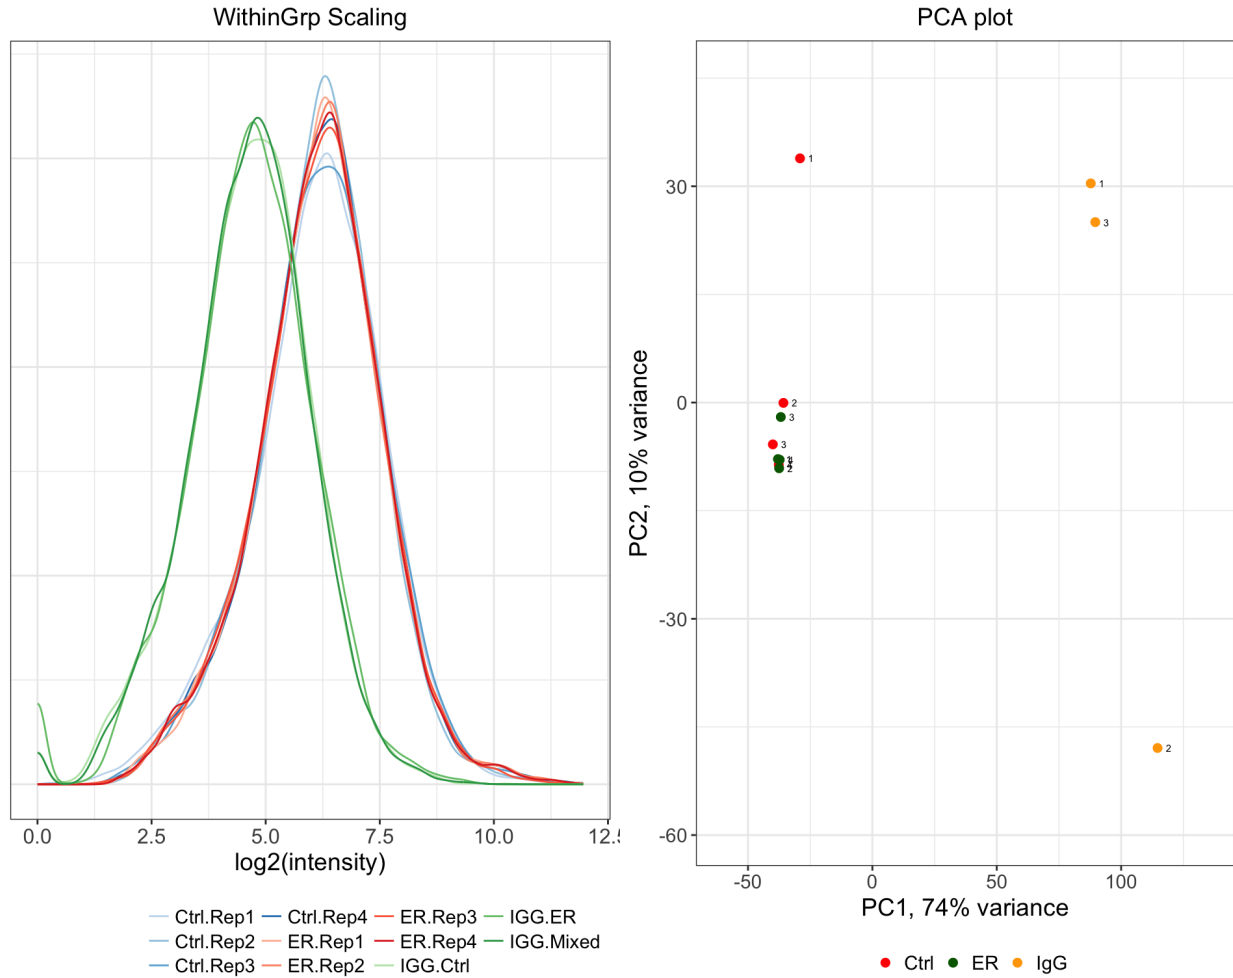 WithinGrp Scaling
0.0 2.5 5.0 7.5 10.0
log2(intensity)
Ctrl.Rep1 Ctrl.Rep4 ER.Rep3 IGG.ER
Ctrl.Rep2 ER.Rep1 ER.Rep4 IGG.Mixed
Ctrl.Rep3 ER.Rep2 IGG.Ctrl
PCA plot
PC2, 10% variance
30
0
-30
-60
1
1
3
2
3
3
2
2
-50 0 50 100
PC1, 74% variance
Ctrl ER IgG